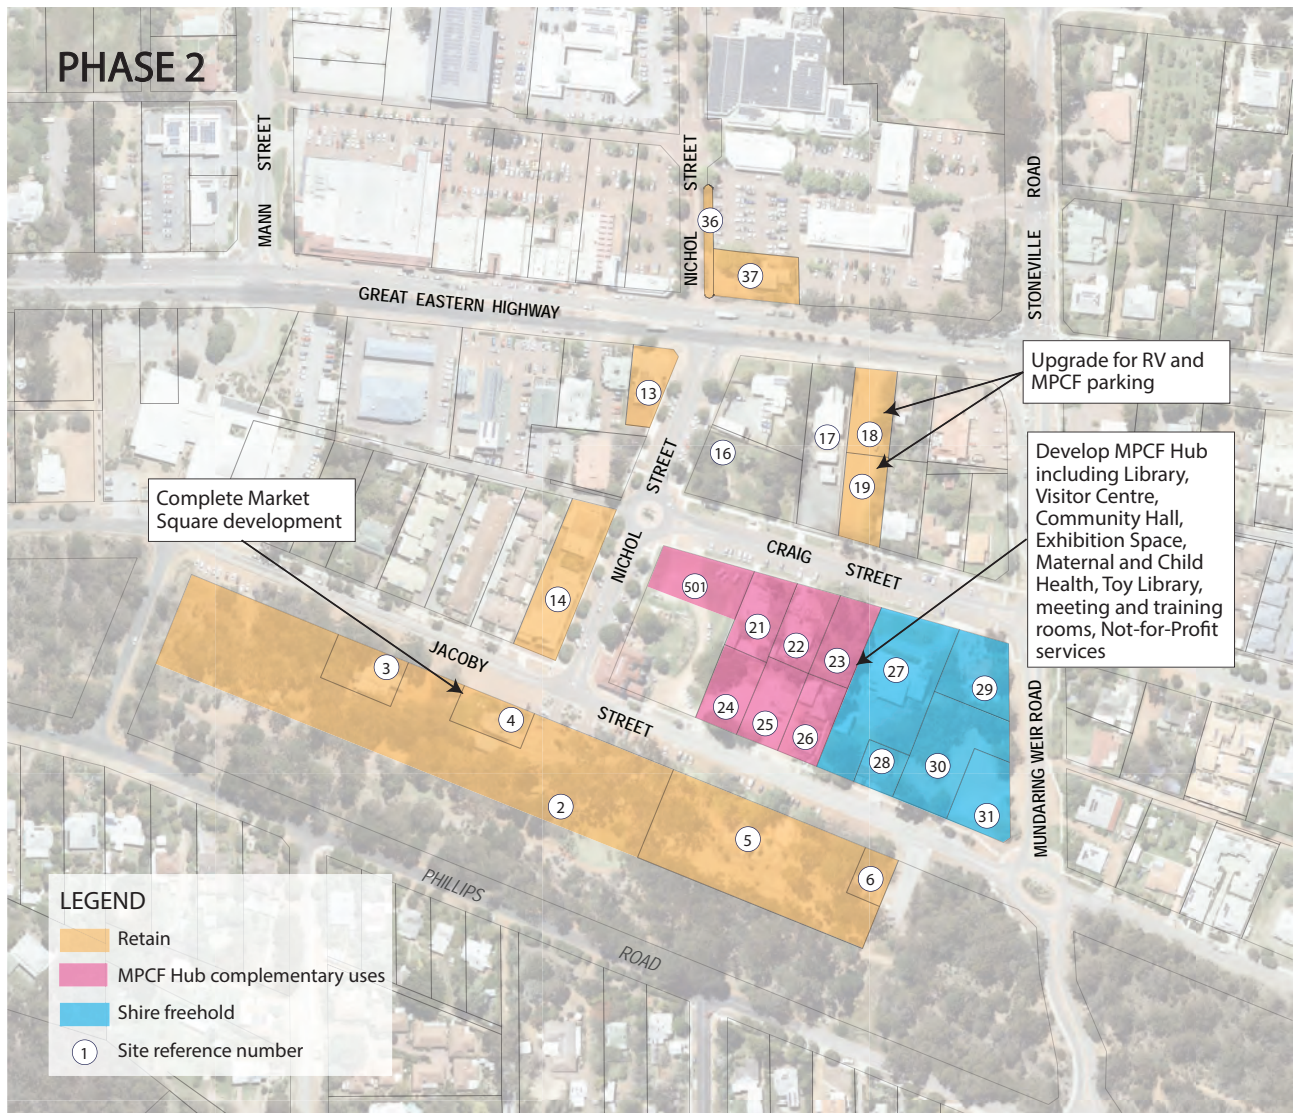 PHASE 2
MANN STREET
NICHOL STREET
STONEVILLE ROAD
36
37
GREAT EASTERN HIGHWAY
Upgrade for RV and
MPCF parking
13
18
17
16
19
NICHOL STREET
Develop MPCF Hub
including Library,
Visitor Centre,
Community Hall,
Exhibition Space,
Maternal and Child
Health, Toy Library,
meeting and training
rooms, Not-for-Profit
services
Complete Market
Square development
CRAIG STREET
501
14
21
22
23
27
29
3
JACOBY STREET
4
24
25
26
28
30
31
MUNDARING WEIR ROAD
2
5
6
PHILLIPS ROAD
LEGEND
Retain
MPCF Hub complementary uses
Shire freehold
1 Site reference number